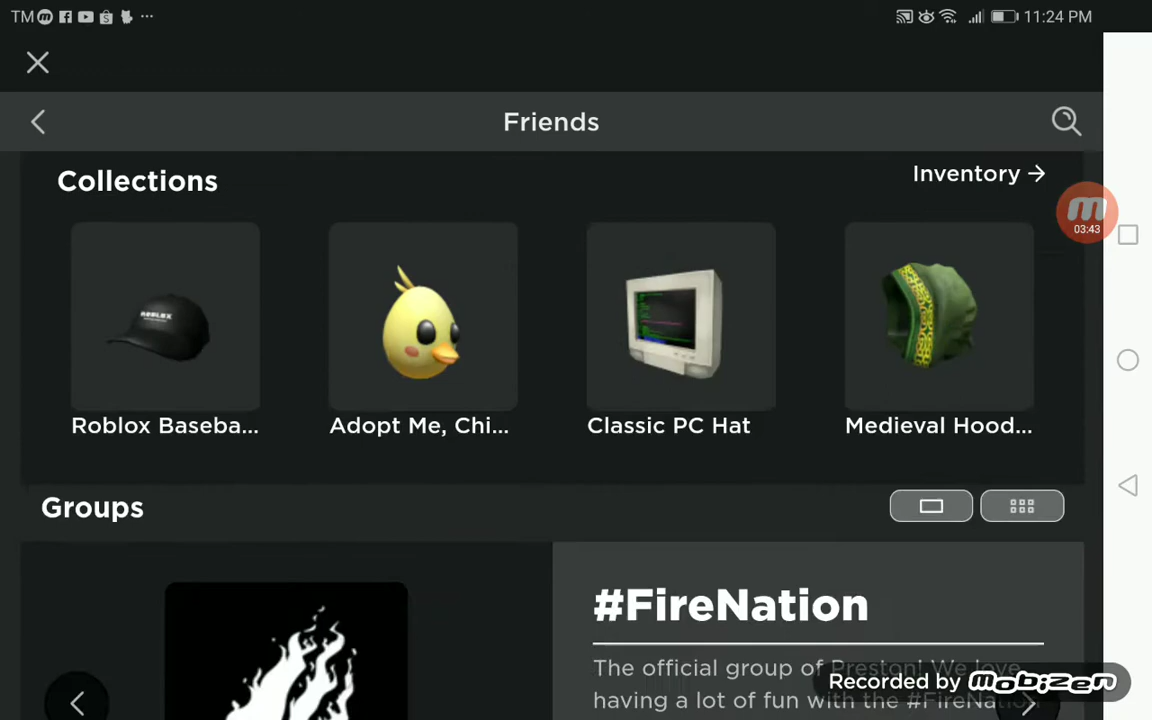 TM ... 11:24 PM
Friends
Collections
Inventory →
03:43
ROBLOX
Roblox Baseba...
Adopt Me, Chi...
Classic PC Hat
Medieval Hood...
Groups
#FireNation
The official group of Preston! We love
having a lot of fun with the #FireNation
Recorded by mobizen